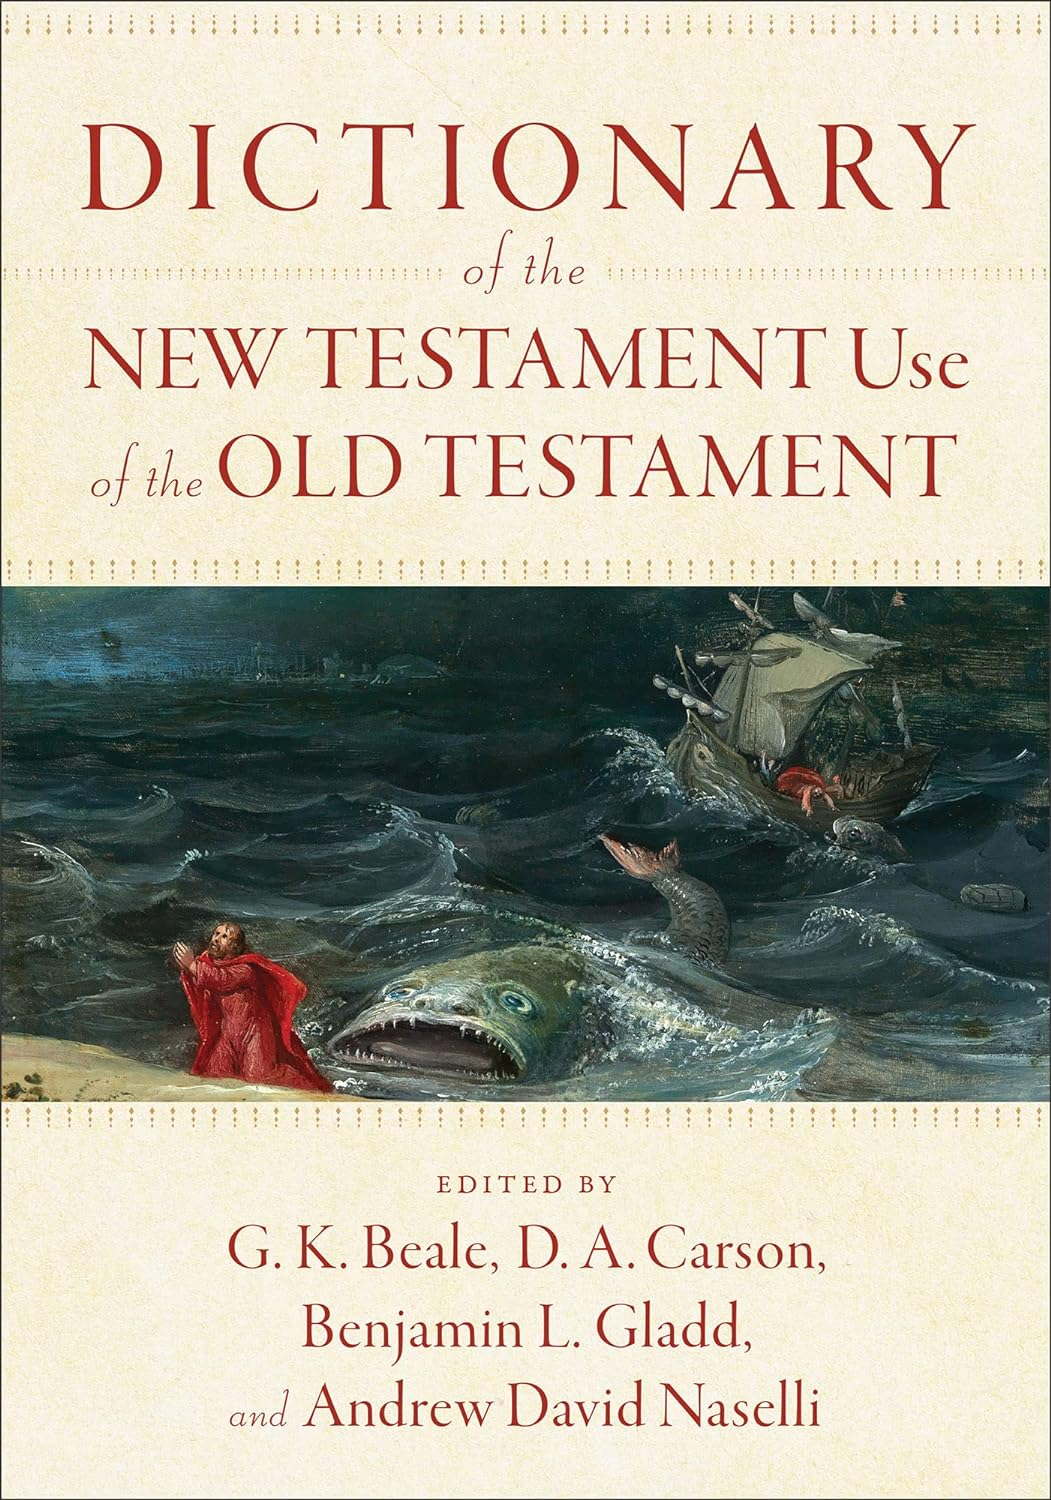 DICTIONARY
of the
NEW TESTAMENT Use
of the OLD TESTAMENT
EDITED BY
G. K. Beale, D. A. Carson,
Benjamin L. Gladd,
and Andrew David Naselli